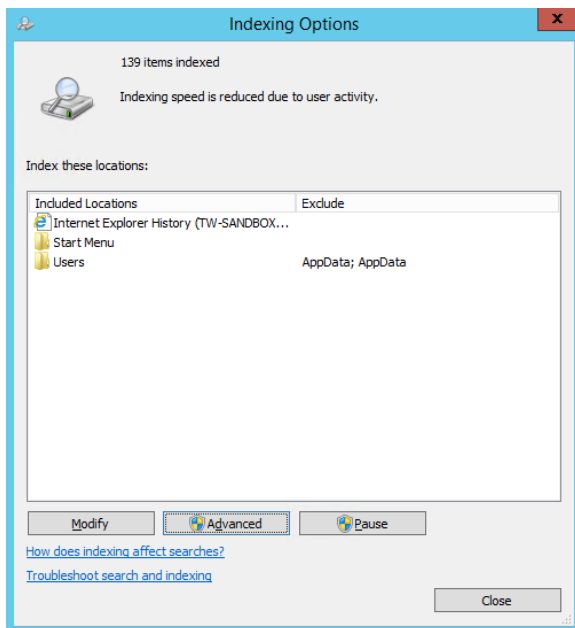 Indexing Options
x
139 items indexed
Indexing speed is reduced due to user activity.
Index these locations:
Included Locations Exclude
Internet Explorer History (TW-SANDBOX...
Start Menu
Users AppData; AppData
Modify Advanced Pause
How does indexing affect searches?
Troubleshoot search and indexing
Close